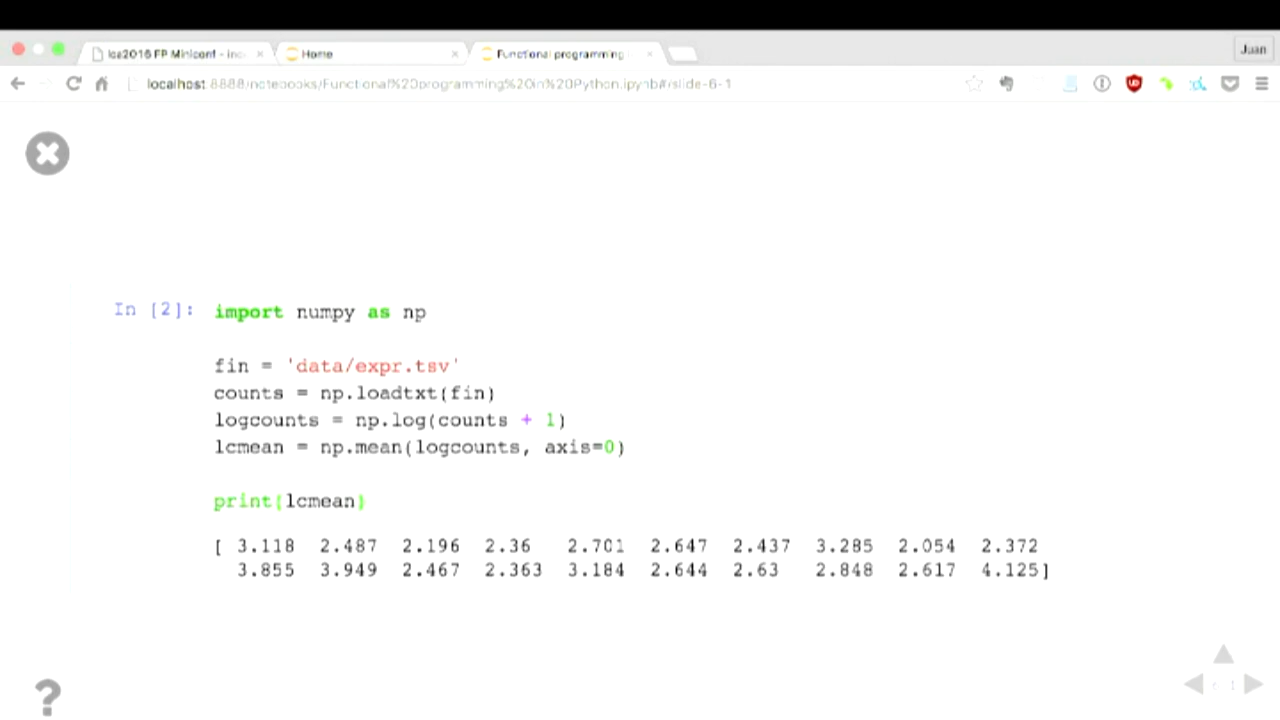 lca2016 FP Miniconf - inc
Home
Functional programming
Juan
localhost:8888/notebooks/Functional%20programming%20in%20Python.ipynb#/slide-6-1
In [2]: import numpy as np
fin = 'data/expr.tsv'
counts = np.loadtxt(fin)
logcounts = np.log(counts + 1)
lcmean = np.mean(logcounts, axis=0)
print(lcmean)
[ 3.118 2.487 2.196 2.36 2.701 2.647 2.437 3.285 2.054 2.372
3.855 3.949 2.467 2.363 3.184 2.644 2.63 2.848 2.617 4.125]
?